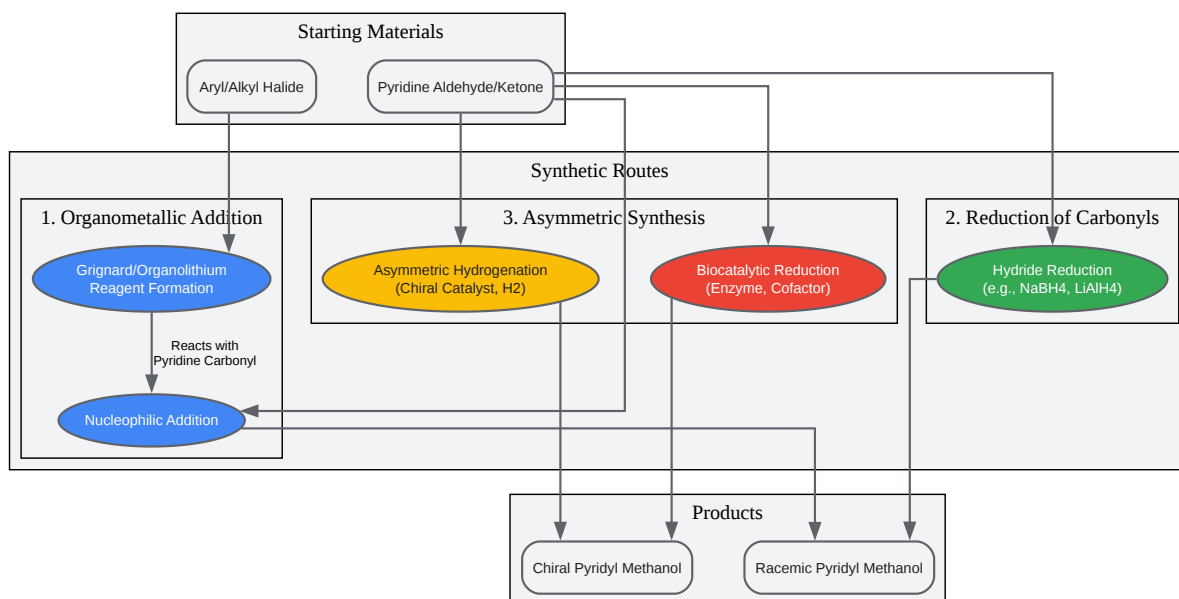 Starting Materials
Aryl/Alkyl Halide
Pyridine Aldehyde/Ketone
Synthetic Routes
1. Organometallic Addition
3. Asymmetric Synthesis
2. Reduction of Carbonyls
Grignard/Organolithium
Reagent Formation
Asymmetric Hydrogenation
(Chiral Catalyst, H2)
Biocatalytic Reduction
(Enzyme, Cofactor)
Hydride Reduction
(e.g., NaBH4, LiAlH4)
Reacts with
Pyridine Carbonyl
Nucleophilic Addition
Products
Chiral Pyridyl Methanol
Racemic Pyridyl Methanol